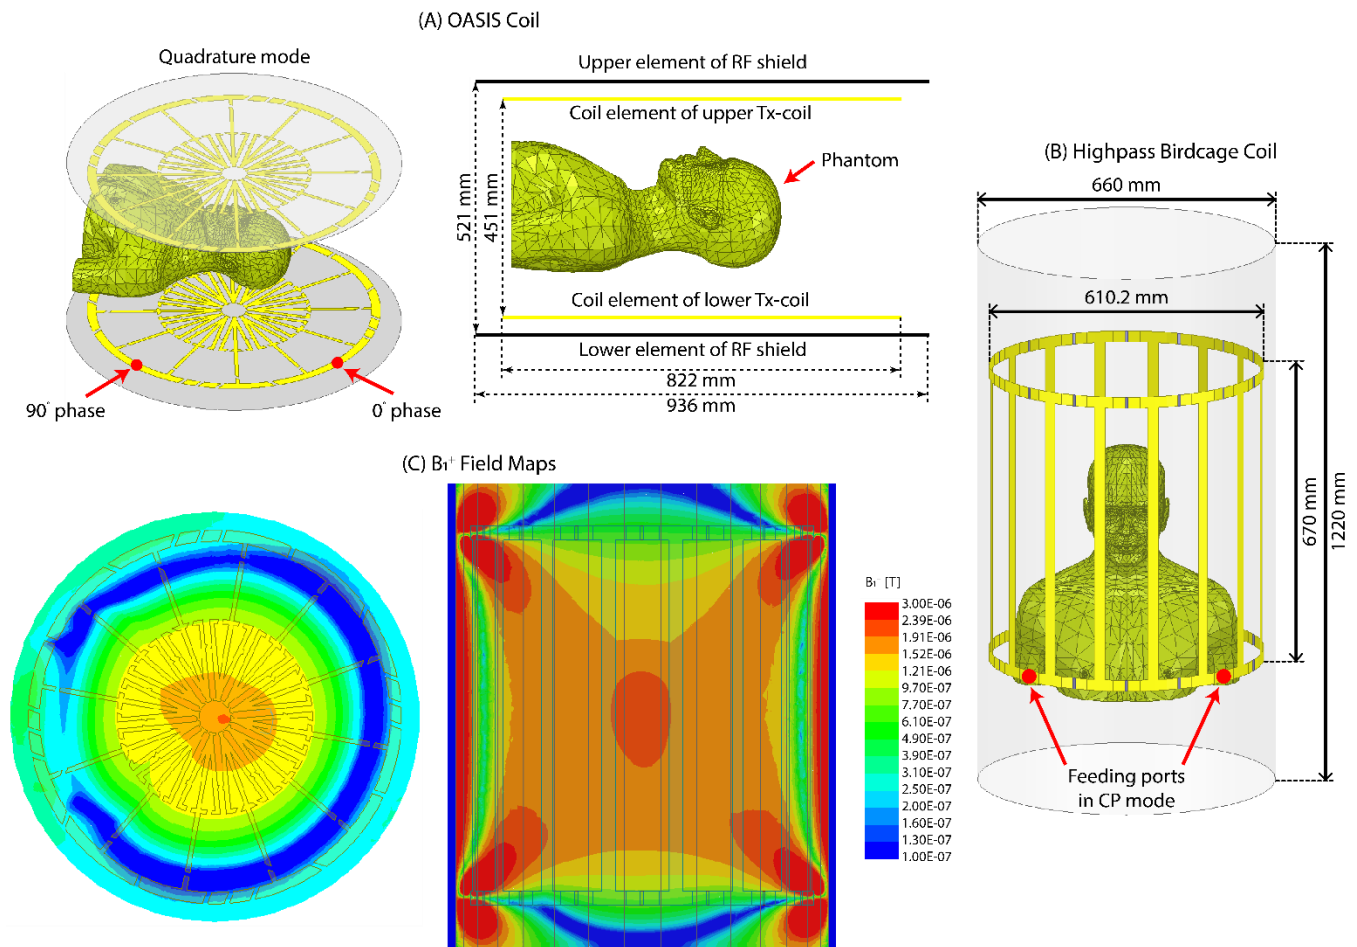 (A) OASIS Coil
Quadrature mode
90° phase
0° phase
Upper element of RF shield
Coil element of upper Tx-coil
Phantom
521 mm
451 mm
Coil element of lower Tx-coil
Lower element of RF shield
822 mm
936 mm
(B) Highpass Birdcage Coil
660 mm
610.2 mm
670 mm
1220 mm
Feeding ports
in CP mode
(C) B₁⁺ Field Maps
B₁ [T]
3.00E-06
2.39E-06
1.91E-06
1.52E-06
1.21E-06
9.70E-07
7.70E-07
6.10E-07
4.90E-07
3.90E-07
3.10E-07
2.50E-07
2.00E-07
1.60E-07
1.30E-07
1.00E-07